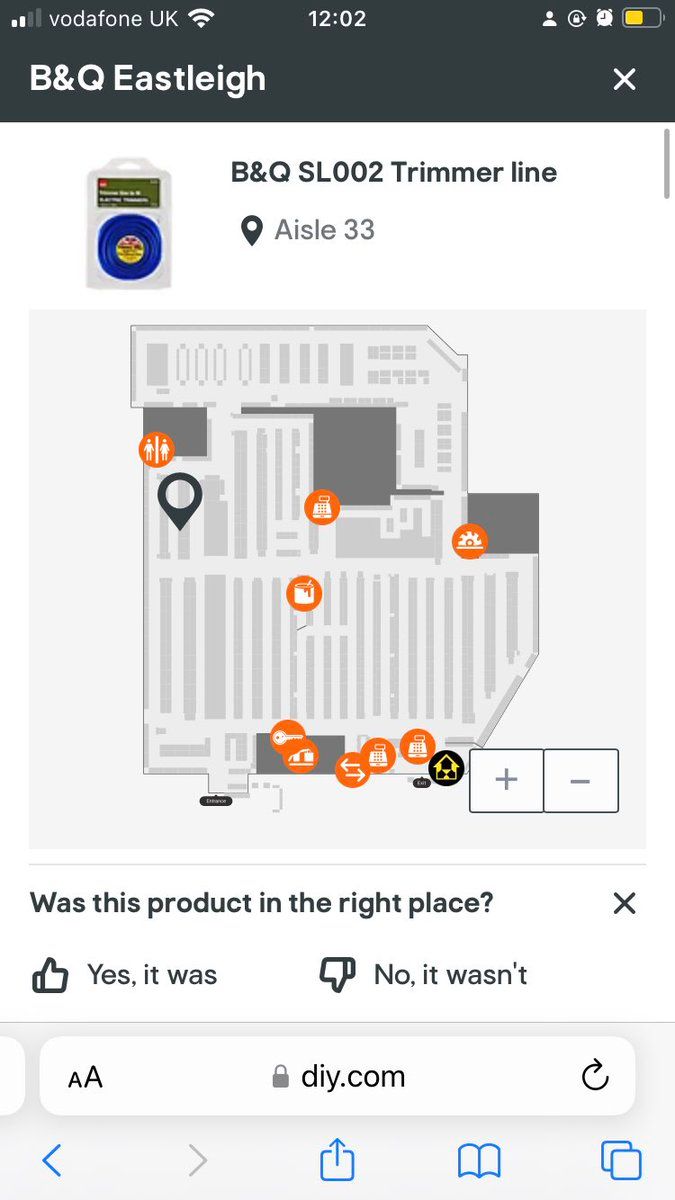 vodafone UK
12:02
B&Q Eastleigh
B&Q SL002 Trimmer line
Aisle 33
Entrance
Exit
Was this product in the right place?
Yes, it was
No, it wasn't
AA
diy.com